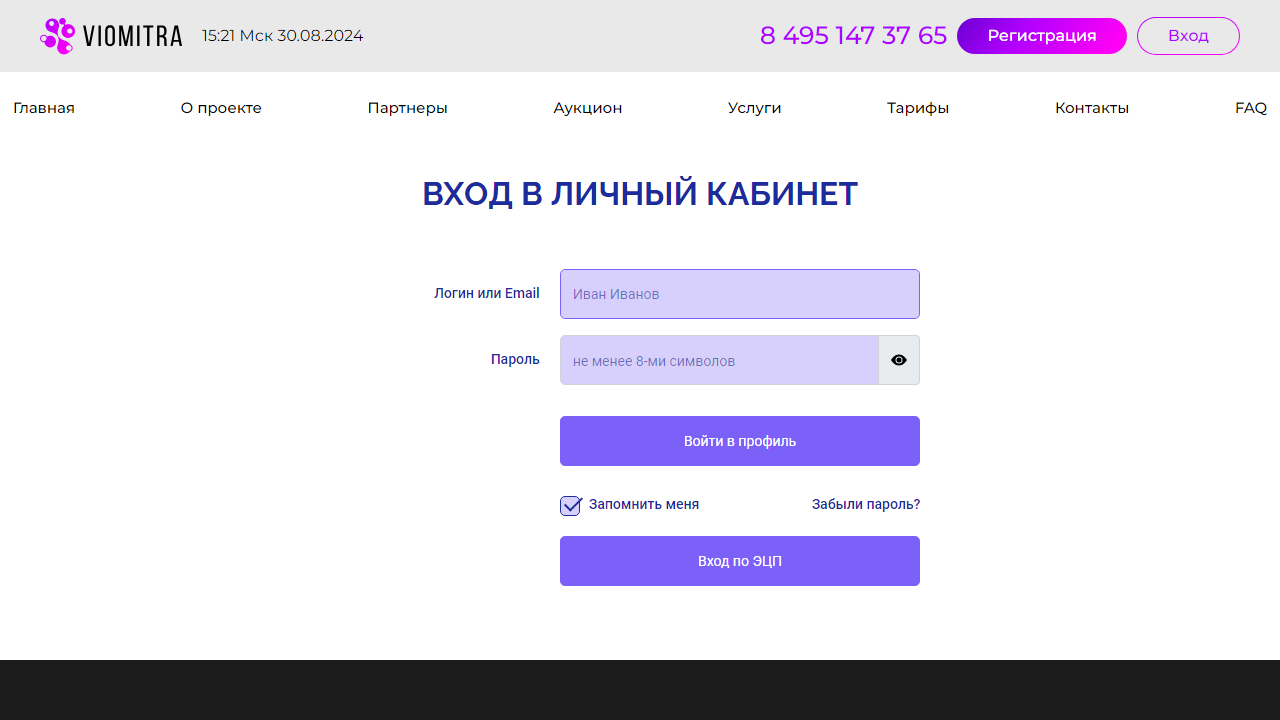 VIOMITRA 15:21 Мск 30.08.2024 8 495 147 37 65 Регистрация Вход
Главная О проекте Партнеры Аукцион Услуги Тарифы Контакты FAQ
ВХОД В ЛИЧНЫЙ КАБИНЕТ
Логин или Email Иван Иванов
Пароль не менее 8-ми символов
Войти в профиль
Запомнить меня Забыли пароль?
Вход по ЭЦП